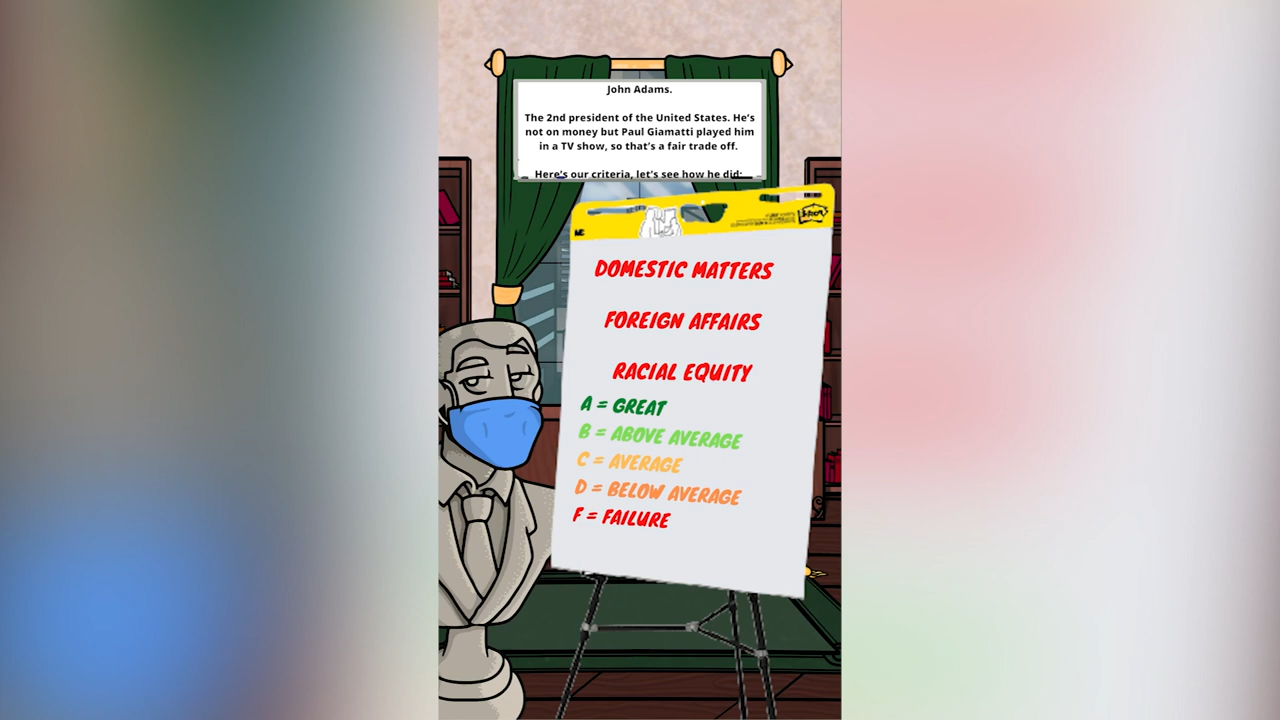 John Adams.
The 2nd president of the United States. He's
not on money but Paul Giamatti played him
in a TV show, so that's a fair trade off.
Here's our criteria, let's see how he did:
DOMESTIC MATTERS
FOREIGN AFFAIRS
RACIAL EQUITY
A = GREAT
B = ABOVE AVERAGE
C = AVERAGE
D = BELOW AVERAGE
F = FAILURE